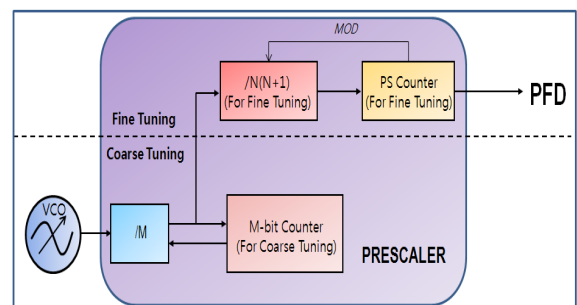 MOD
/N(N+1)
(For Fine Tuning)
PS Counter
(For Fine Tuning)
PFD
Fine Tuning
Coarse Tuning
VCO
/M
M-bit Counter
(For Coarse Tuning)
PRESCALER